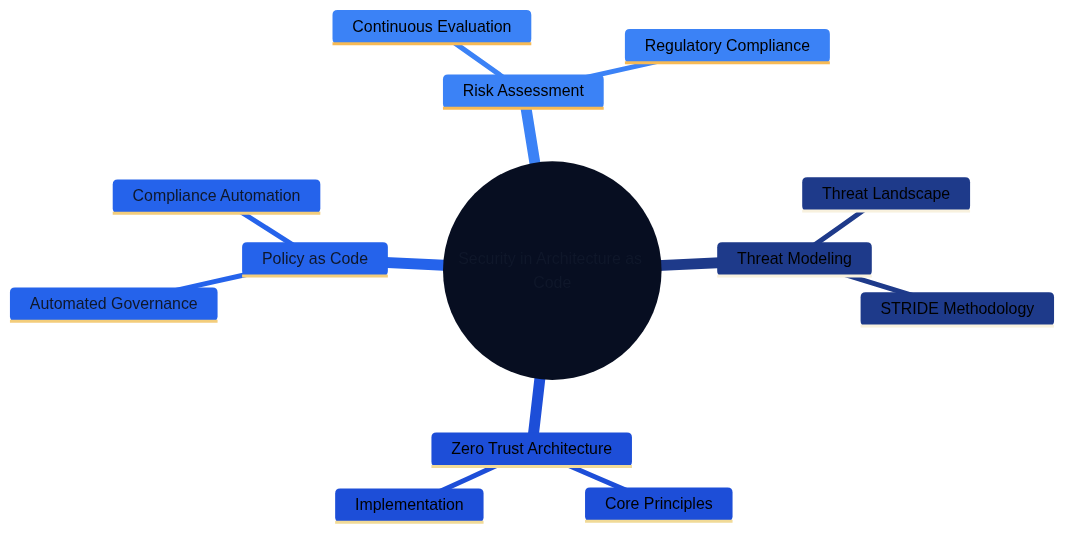 Continuous Evaluation
Regulatory Compliance
Risk Assessment
Compliance Automation
Threat Landscape
Policy as Code
Security in Architecture as
Code
Threat Modeling
Automated Governance
STRIDE Methodology
Zero Trust Architecture
Implementation
Core Principles